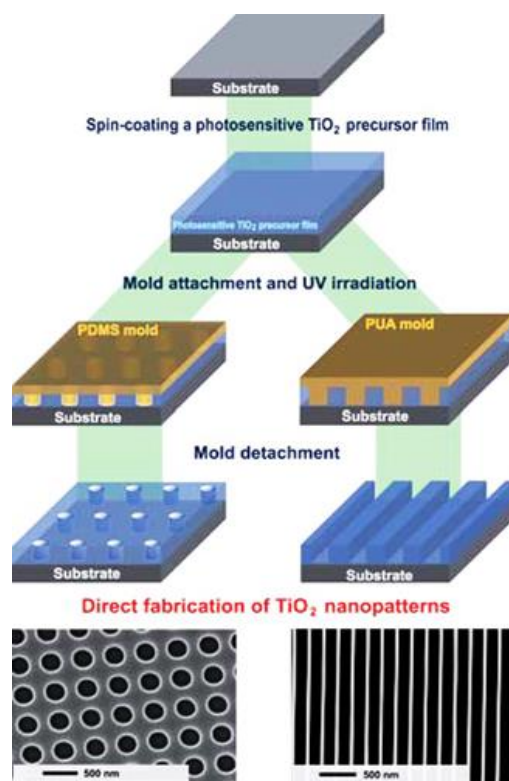 Substrate
Spin-coating a photosensitive TiO₂ precursor film
Photosensitive TiO₂ precursor film
Substrate
Mold attachment and UV irradiation
PDMS mold
PUA mold
Substrate
Substrate
Mold detachment
Substrate
Substrate
Direct fabrication of TiO₂ nanopatterns
500 nm
500 nm